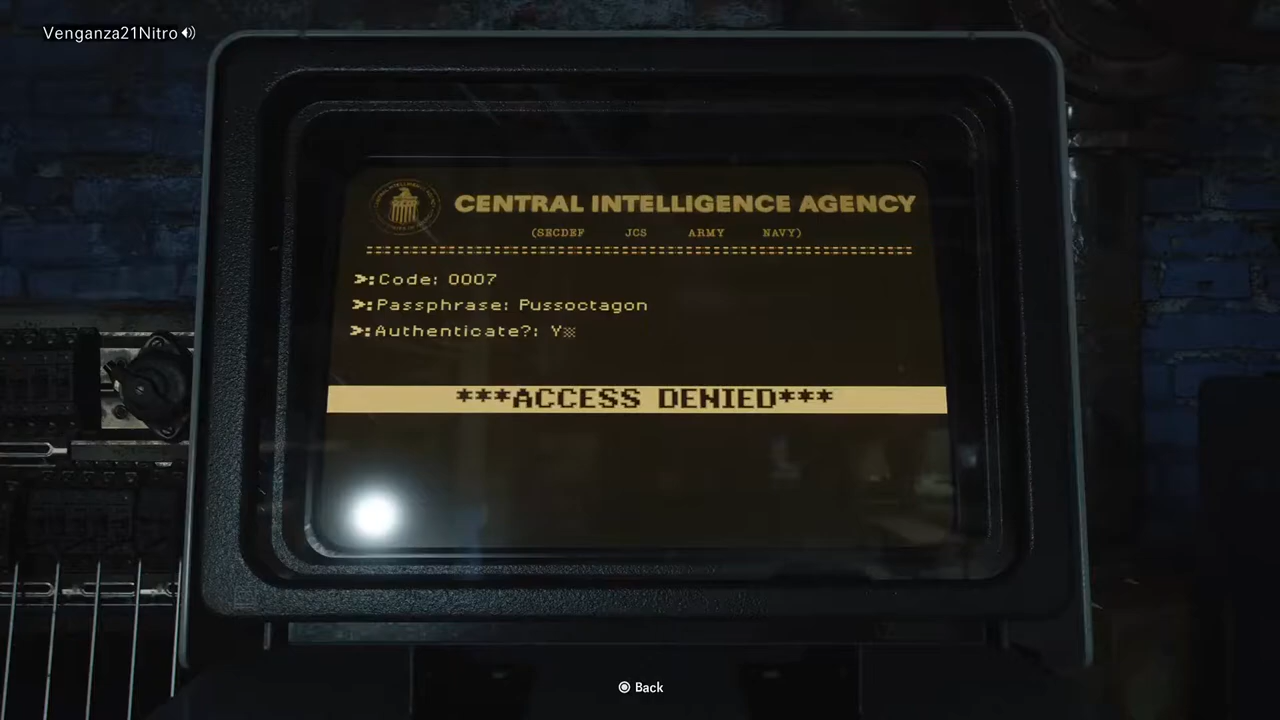 Venganza21Nitro
CENTRAL INTELLIGENCE AGENCY
(SECDEF JCS ARMY NAVY)
>:Code: 0007
>:Passphrase: Pussoctagon
>:Authenticate?: Y
***ACCESS DENIED***
Back